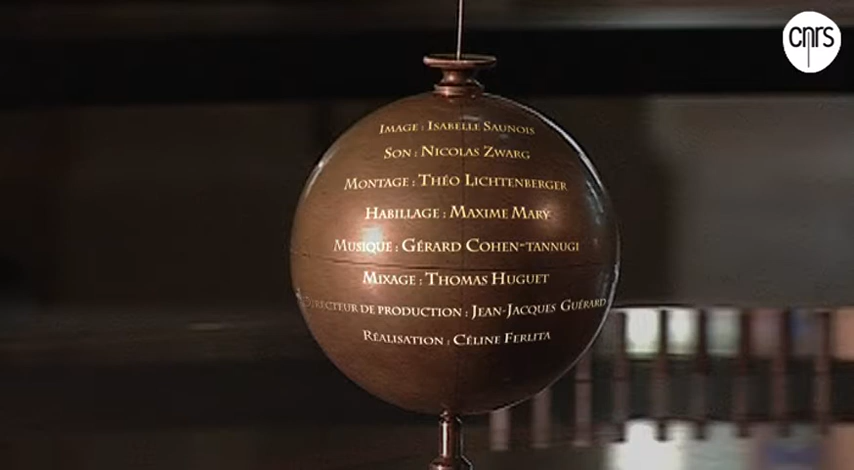 cnrs
Image : Isabelle Saunois
Son : Nicolas Zwarg
Montage : Théo Lichtenberger
Habillage : Maxime Mary
Musique : Gérard Cohen-tannugi
Mixage : Thomas Huguet
Directeur de production : Jean-Jacques Guérard
Réalisation : Céline Ferlita